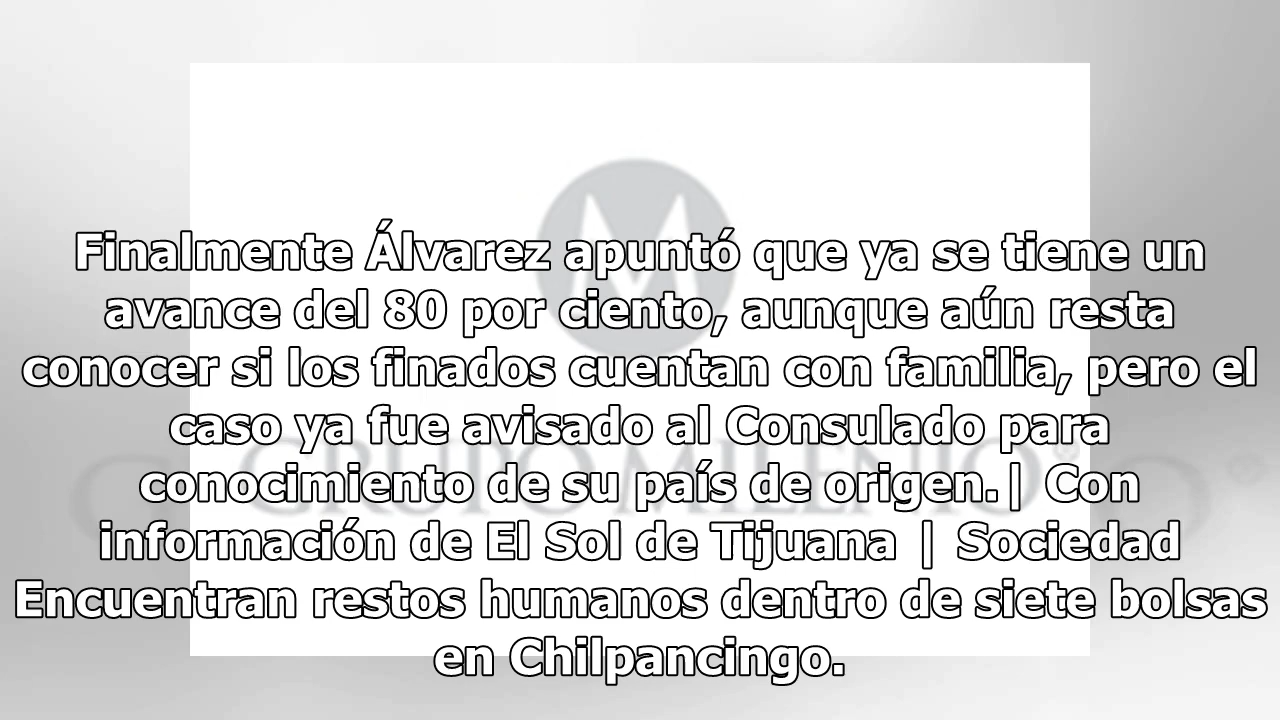 Finalmente Álvarez apuntó que ya se tiene un
avance del 80 por ciento, aunque aún resta
conocer si los finados cuentan con familia, pero el
caso ya fue avisado al Consulado para
conocimiento de su país de origen.| Con
información de El Sol de Tijuana | Sociedad
Encuentran restos humanos dentro de siete bolsas
en Chilpancingo.
M
GRUPO MILENIO®